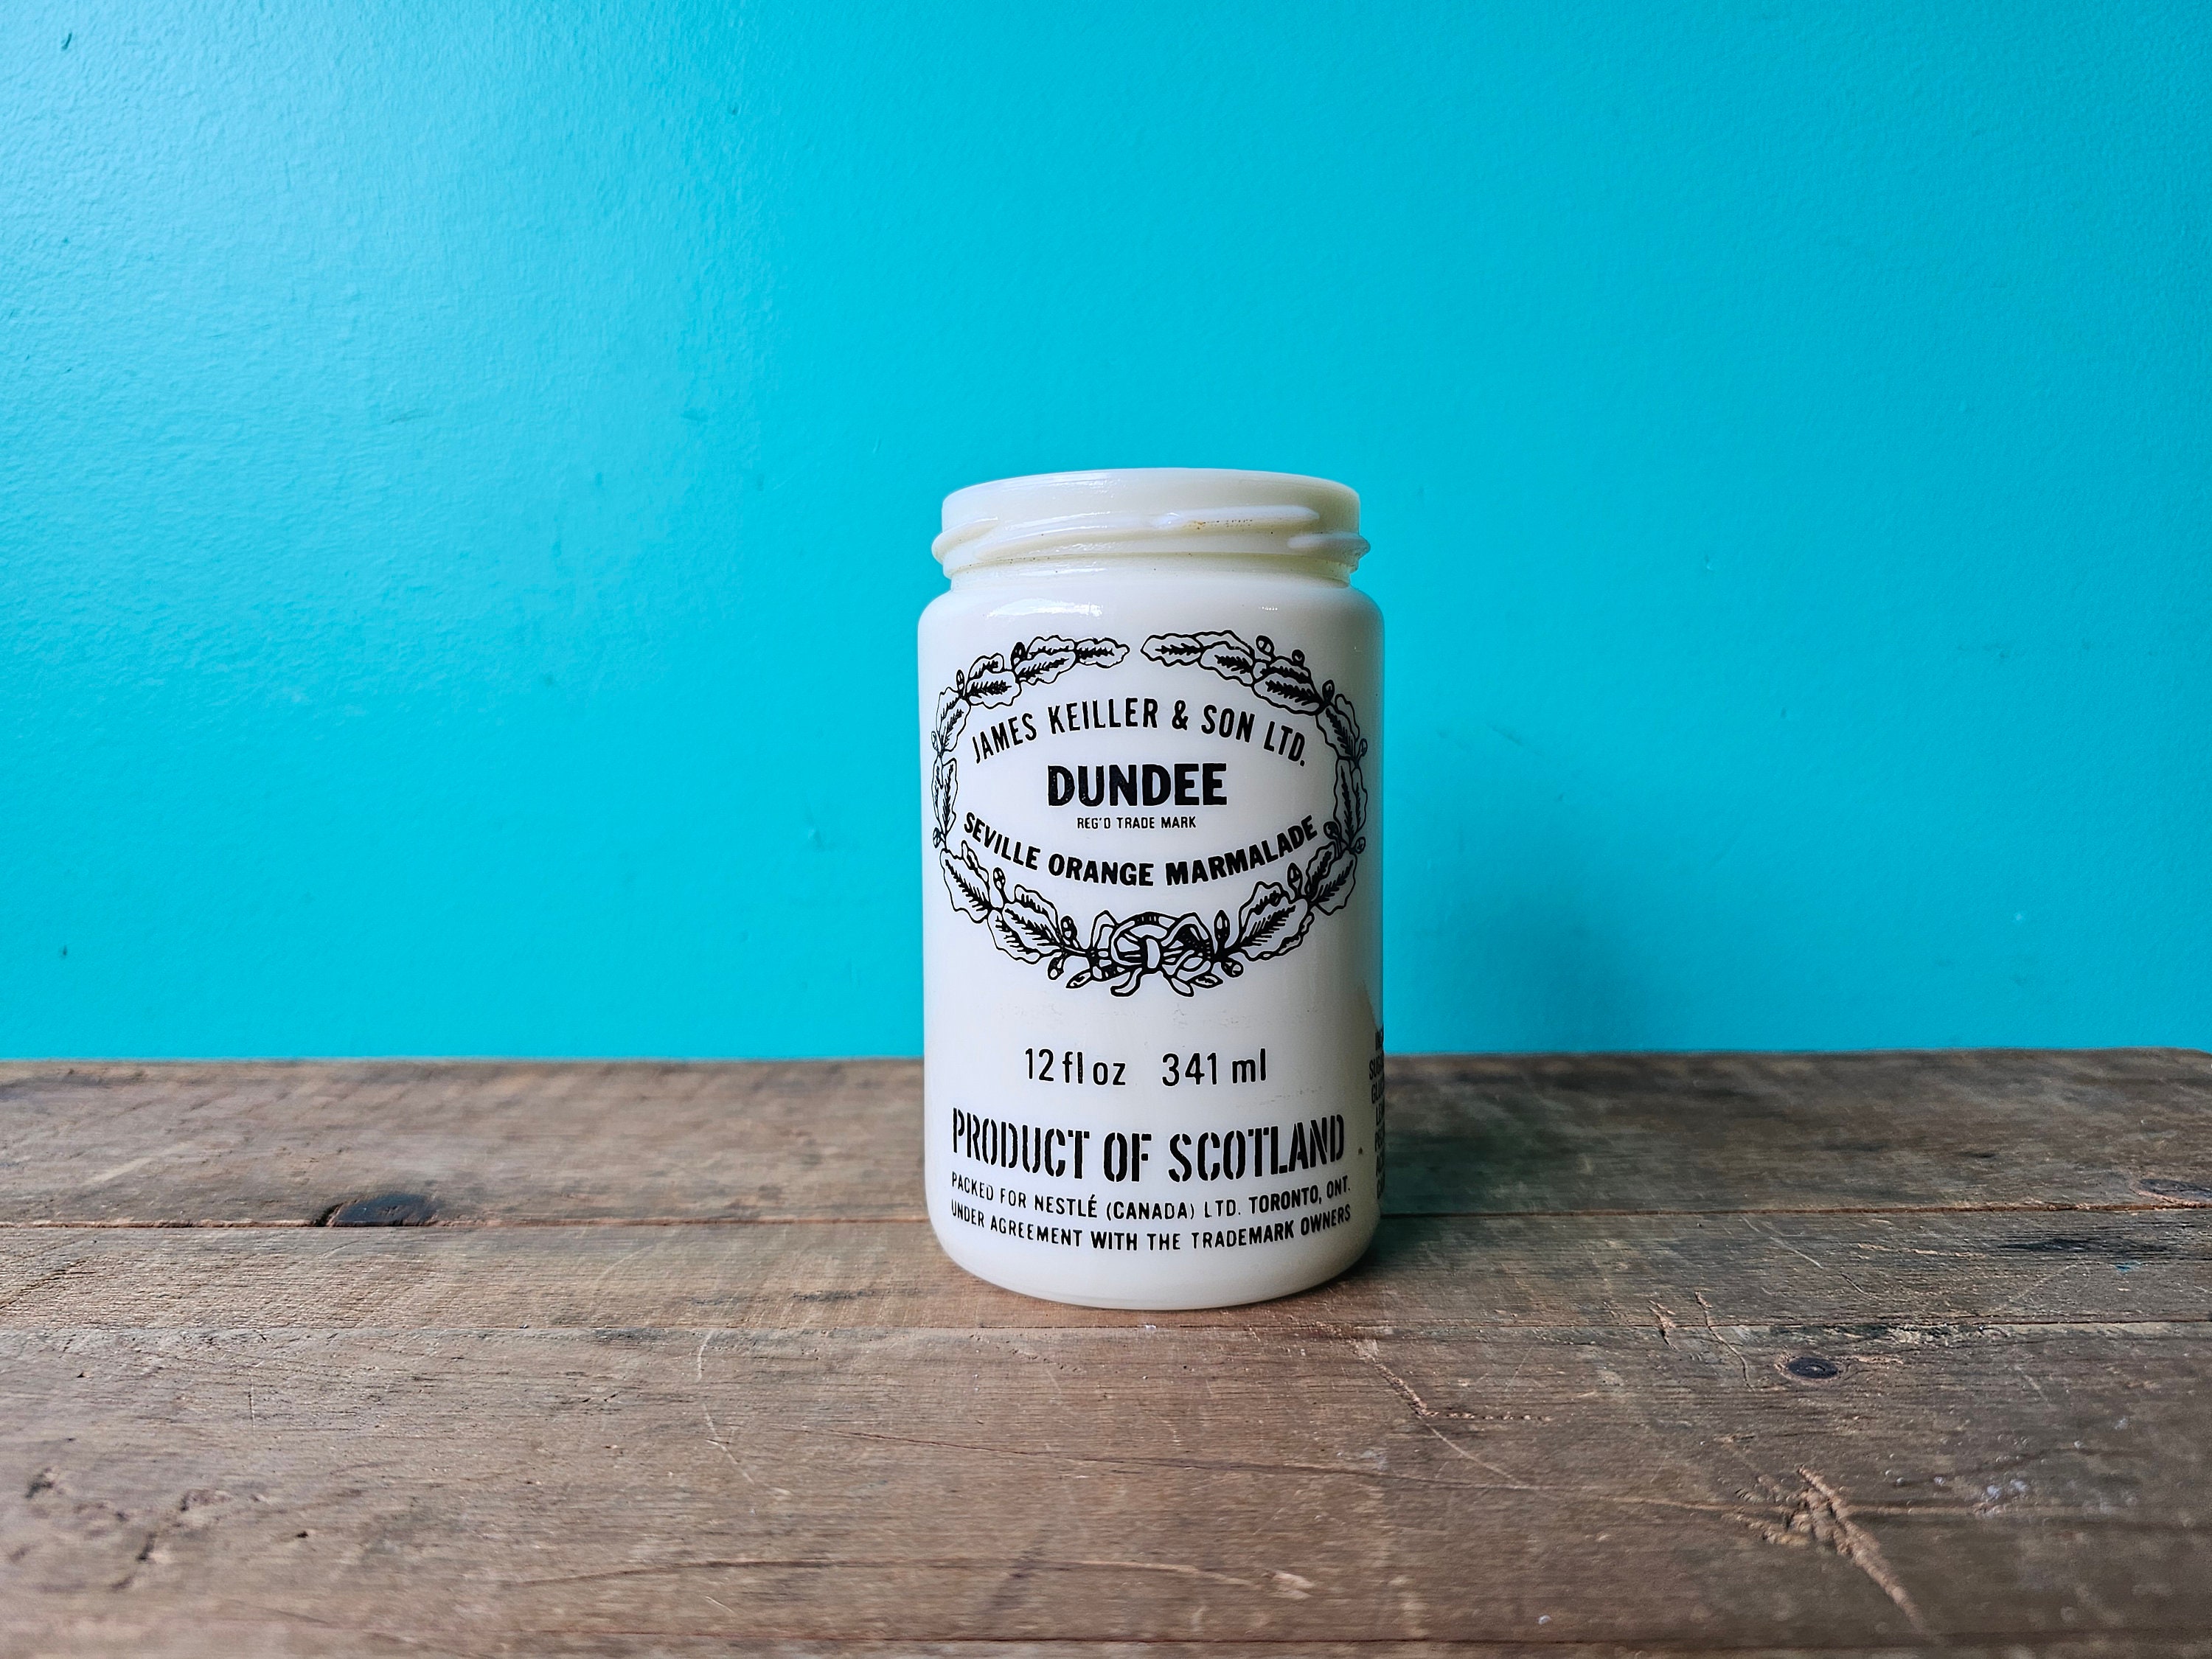 JAMES KEILLER & SON LTD.
DUNDEE
REG'D TRADE MARK
SEVILLE ORANGE MARMALADE
12 fl oz 341 ml
PRODUCT OF SCOTLAND
PACKED FOR NESTLÉ (CANADA) LTD. TORONTO, ONT.
UNDER AGREEMENT WITH THE TRADEMARK OWNERS